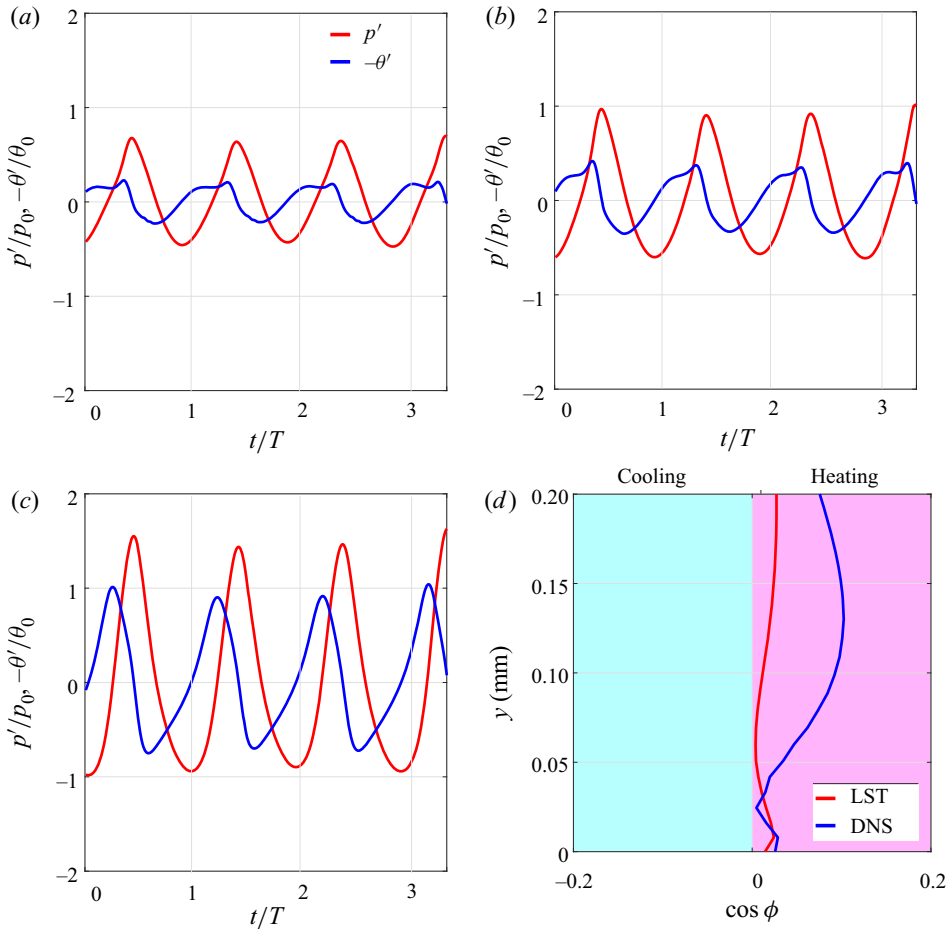 (a)
2
1
0
−1
−2
p′/p₀, −θ′/θ₀
p′
−θ′
0 1 2 3
t/T
(b)
2
1
0
−1
−2
p′/p₀, −θ′/θ₀
0 1 2 3
t/T
(c)
2
1
0
−1
−2
p′/p₀, −θ′/θ₀
0 1 2 3
t/T
(d)
Cooling Heating
0.20
0.15
0.10
0.05
0
y (mm)
LST
DNS
−0.2 0 0.2
cos ϕ